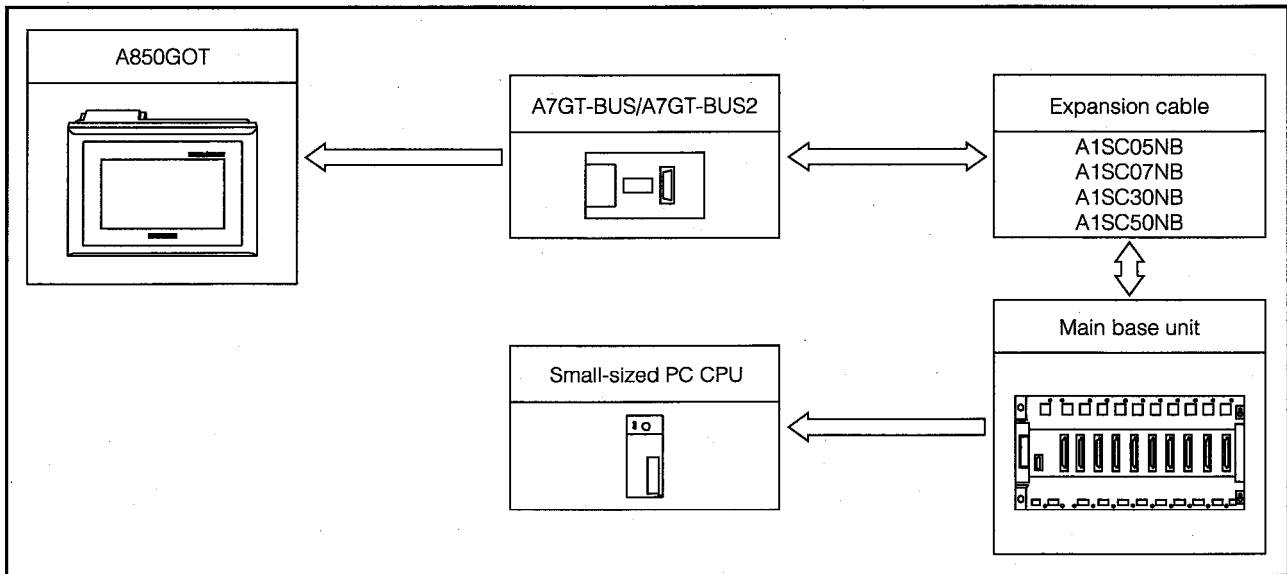 A850GOT
A7GT-BUS/A7GT-BUS2
Expansion cable
A1SC05NB
A1SC07NB
A1SC30NB
A1SC50NB
Main base unit
Small-sized PC CPU